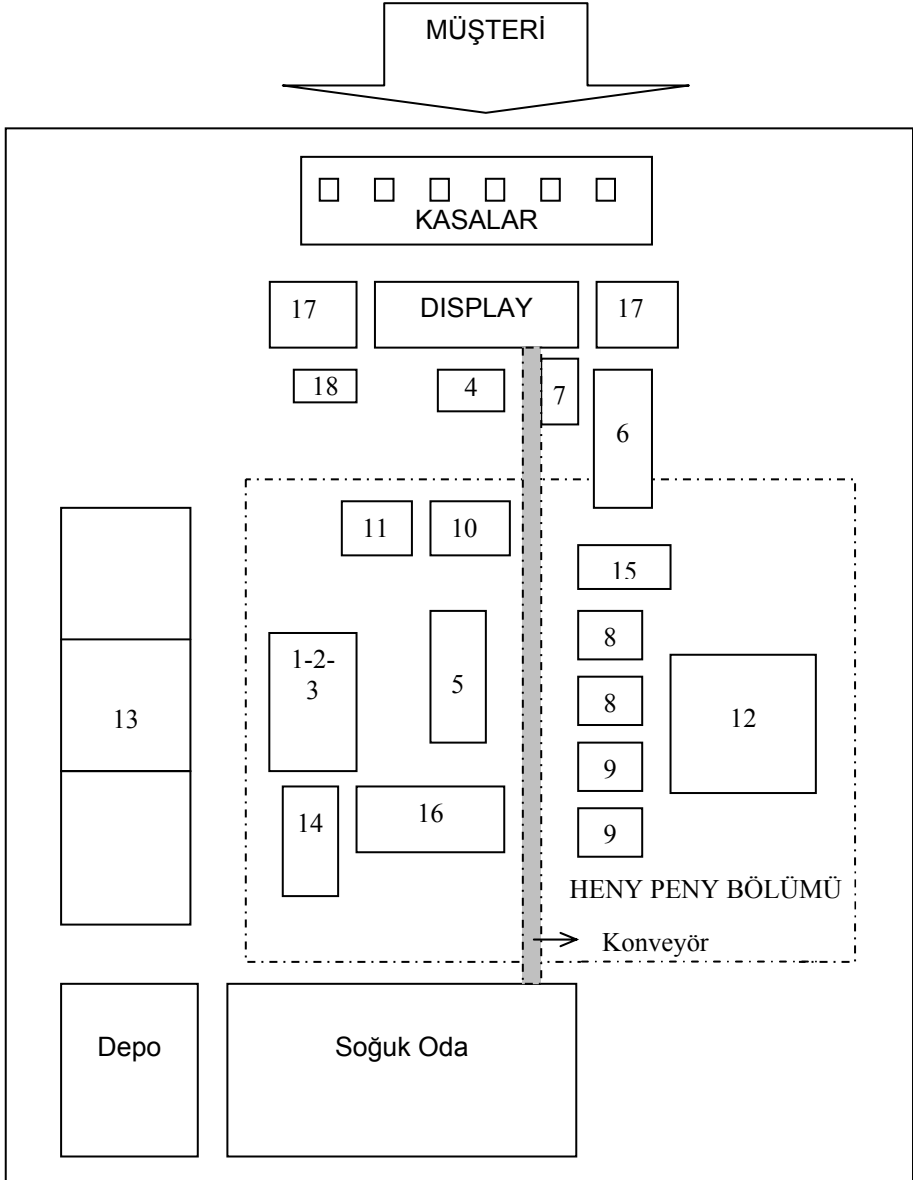 MÜŞTERİ
KASALAR
17
DISPLAY
17
18
4
7
6
11
10
15
1-2-
3
5
8
8
12
13
9
14
16
9
HENY PENY BÖLÜMÜ
Konveyör
Depo
Soğuk Oda